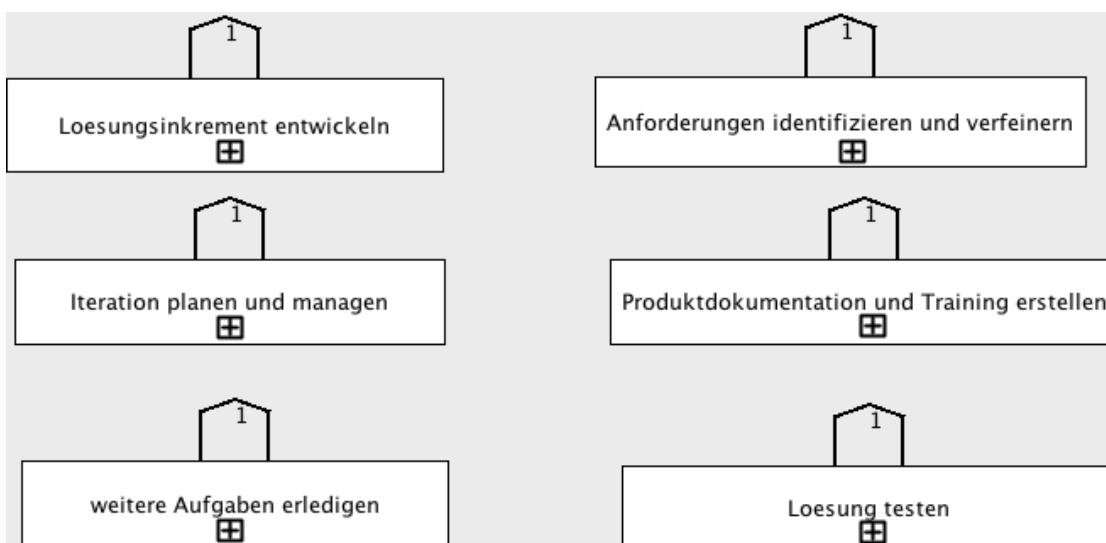 1
1
Loesungsinkrement entwickeln
Anforderungen identifizieren und verfeinern
1
1
Iteration planen und managen
Produktdokumentation und Training erstellen
1
1
weitere Aufgaben erledigen
Loesung testen